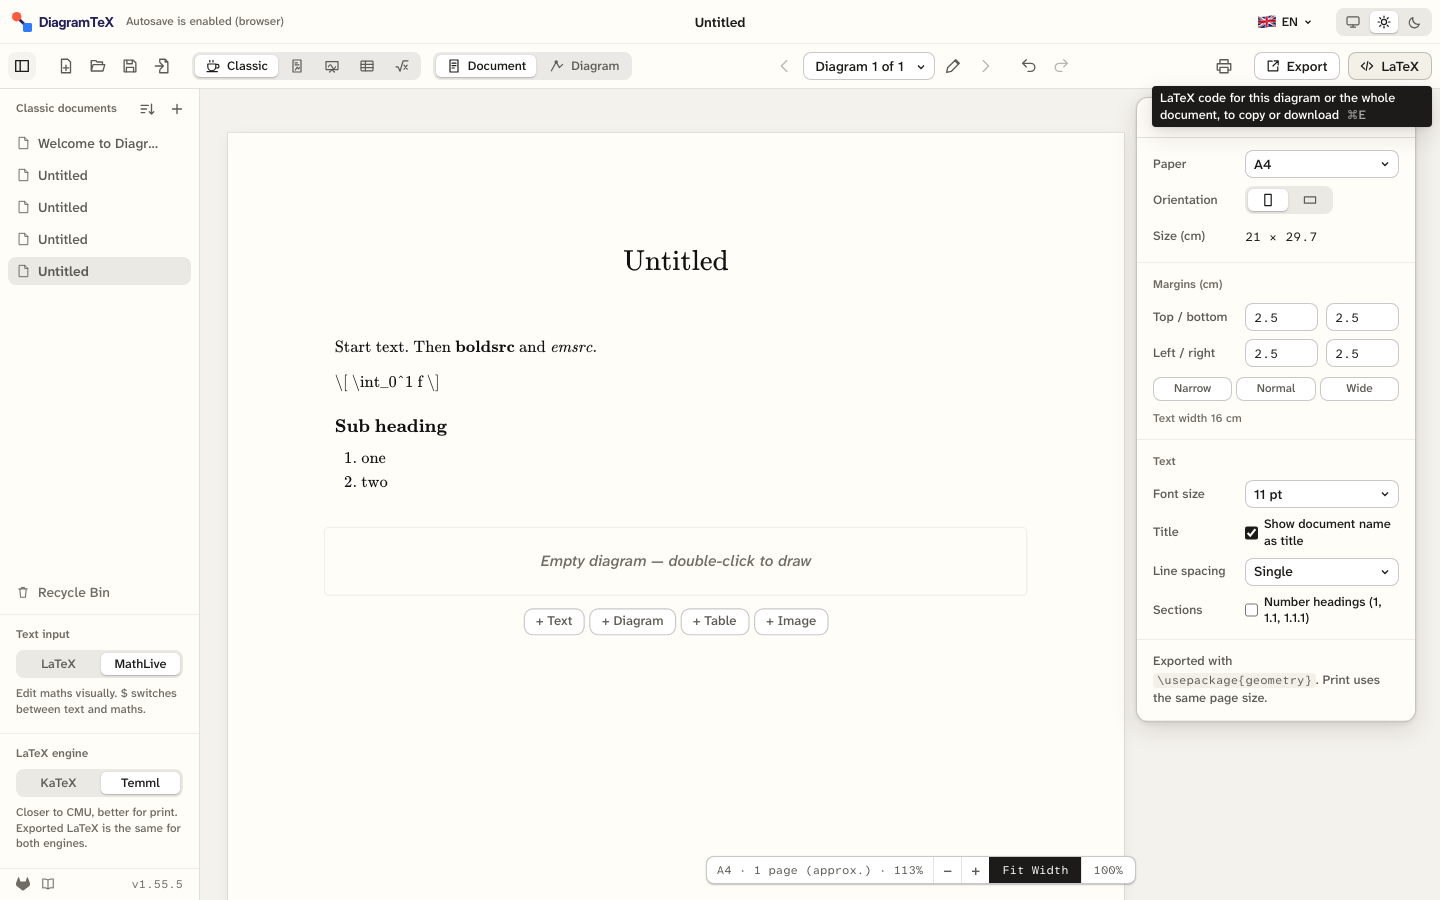 DiagramTeX
Autosave is enabled (browser)
Untitled
EN
Classic
Document
Diagram
Diagram 1 of 1
Export
LaTeX
LaTeX code for this diagram or the whole
document, to copy or download ⌘E
Classic documents
Welcome to Diagr...
Untitled
Untitled
Untitled
Untitled
Recycle Bin
Text input
LaTeX
MathLive
Edit maths visually. $ switches
between text and maths.
LaTeX engine
KaTeX
Temml
Closer to CMU, better for print.
Exported LaTeX is the same for
both engines.
v1.55.5
Untitled
Start text. Then boldsrc and emsrc.
\[ \int_0^1 f \]
Sub heading
1. one
2. two
Empty diagram — double-click to draw
+ Text
+ Diagram
+ Table
+ Image
A4 · 1 page (approx.) · 113%
−
+
Fit Width
100%
Paper
A4
Orientation
Size (cm)
21 × 29.7
Margins (cm)
Top / bottom
2.5
2.5
Left / right
2.5
2.5
Narrow
Normal
Wide
Text width 16 cm
Text
Font size
11 pt
Title
Show document name
as title
Line spacing
Single
Sections
Number headings (1,
1.1, 1.1.1)
Exported with
\usepackage{geometry}. Print uses
the same page size.